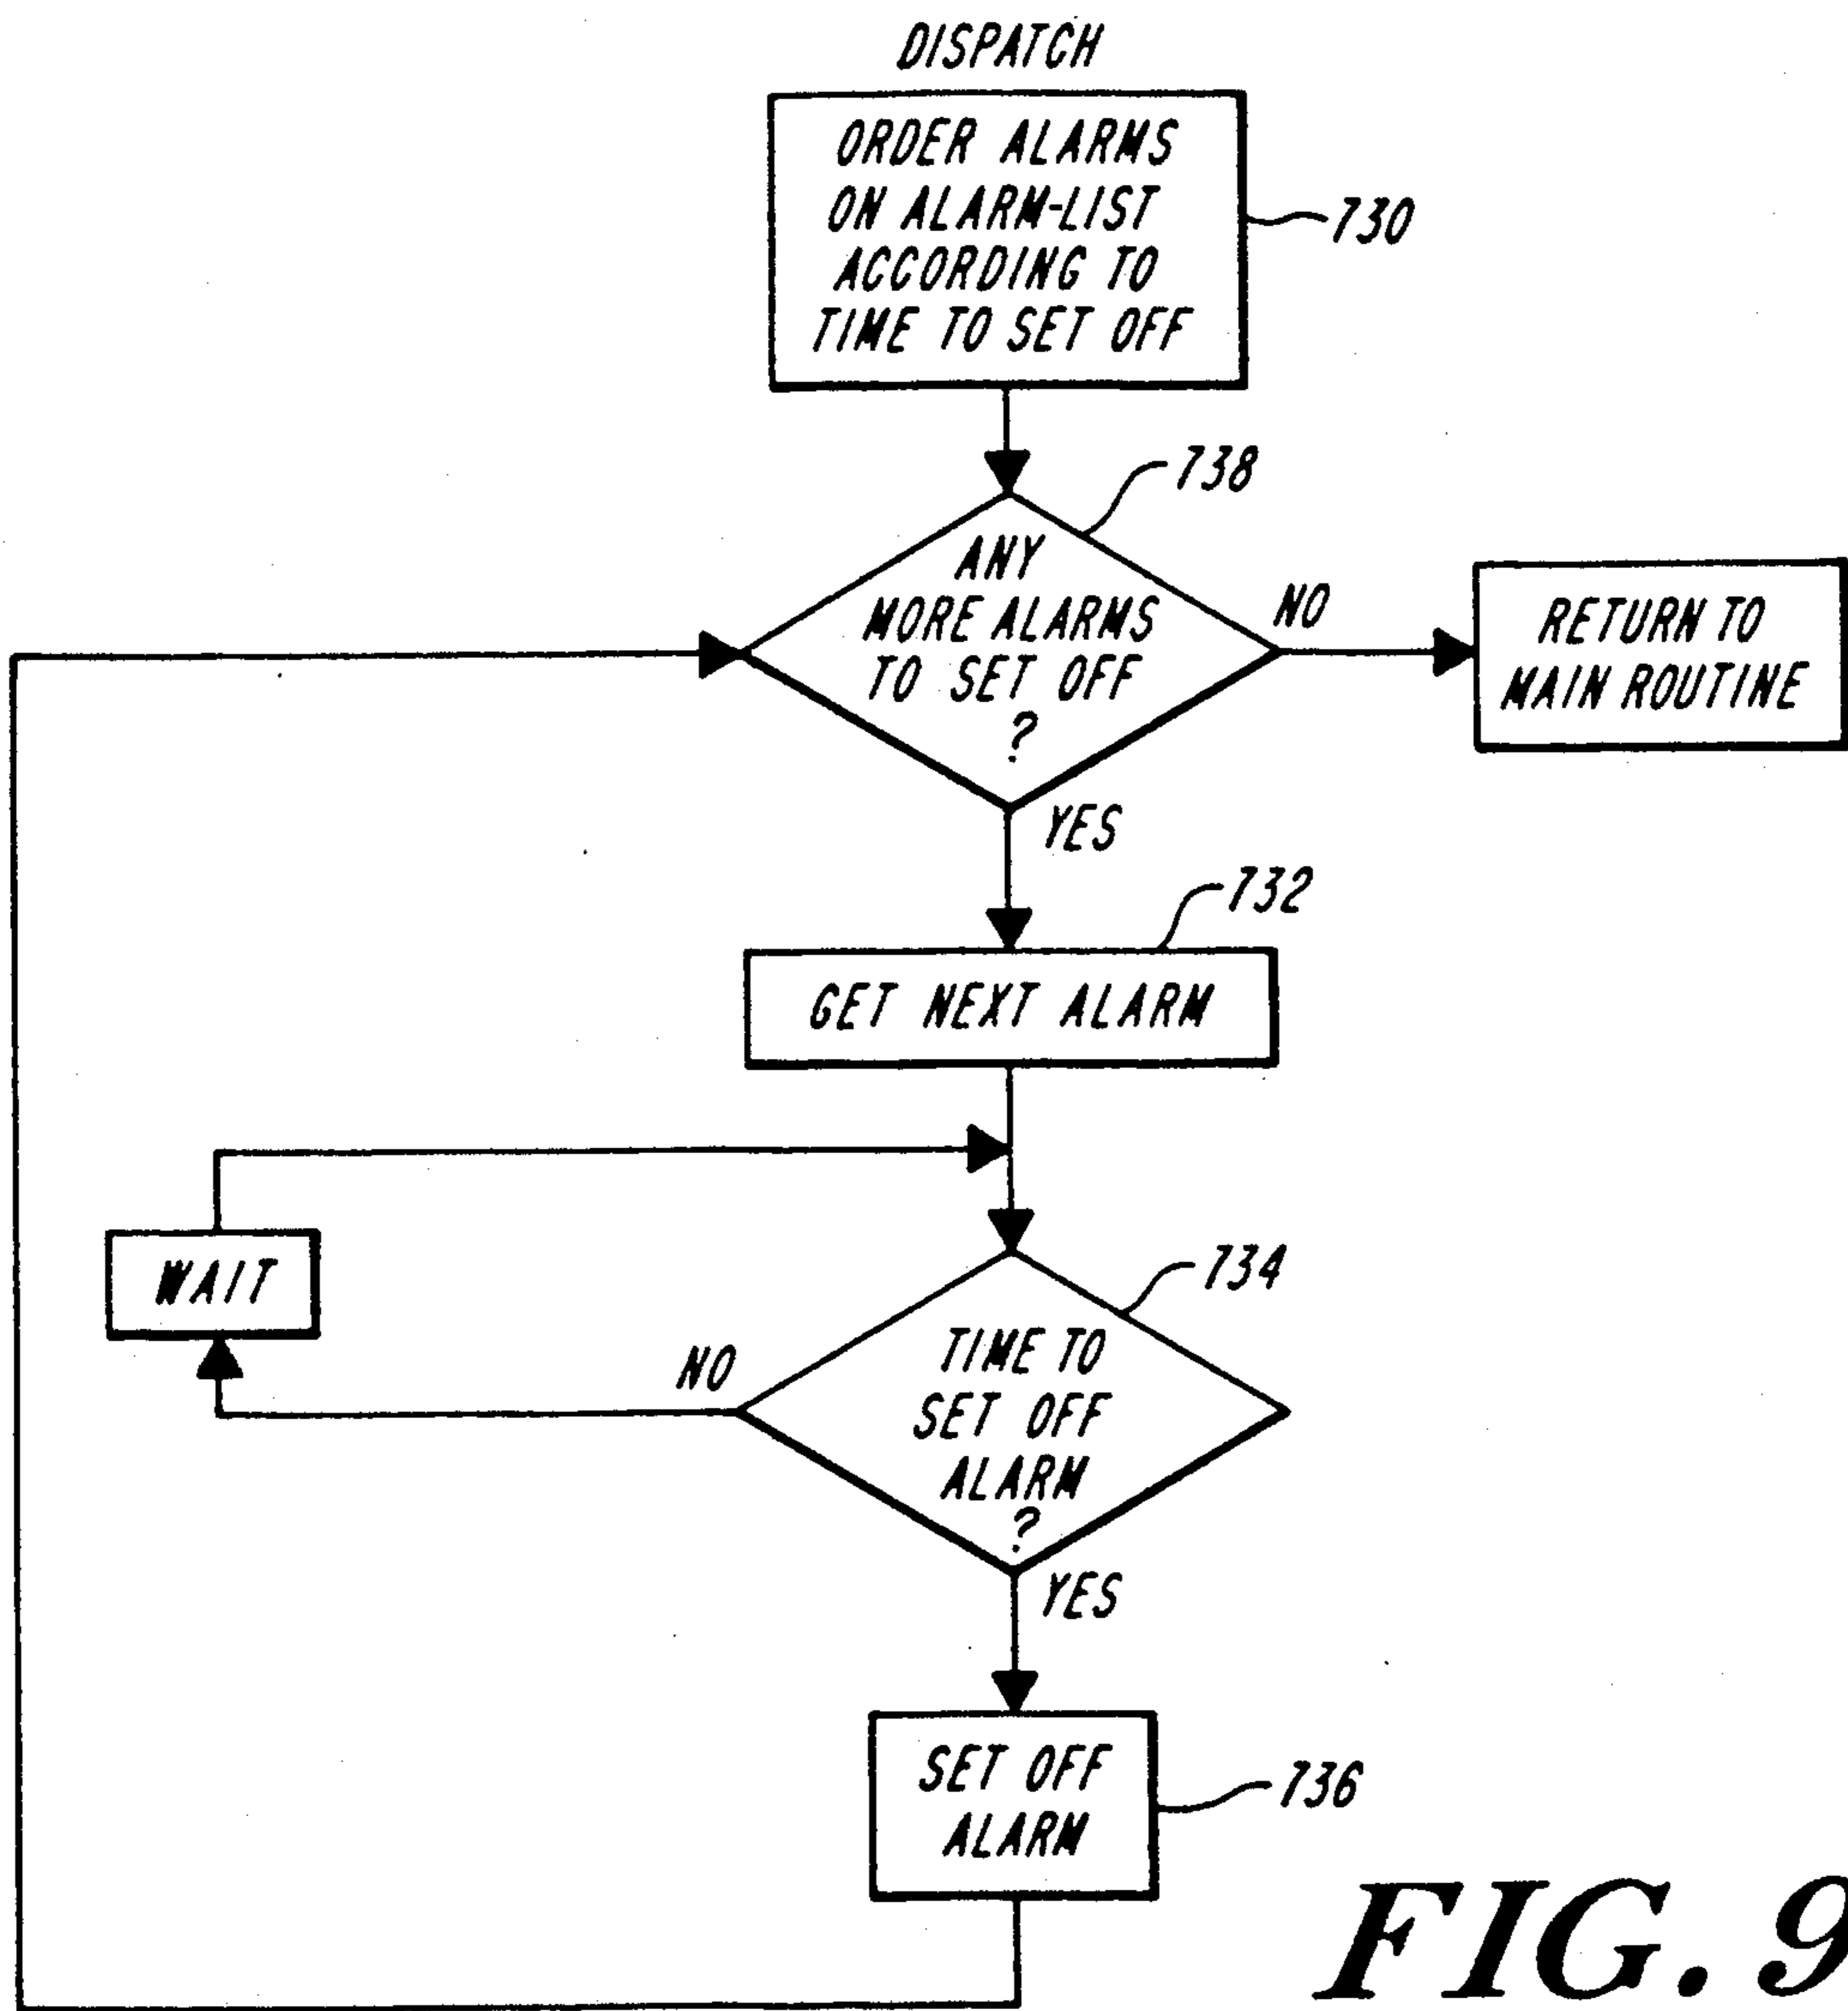 DISPATCH
ORDER ALARMS
ON ALARM-LIST
ACCORDING TO
TIME TO SET OFF
730
738
ANY
MORE ALARMS
TO SET OFF
?
NO
RETURN TO
MAIN ROUTINE
YES
732
GET NEXT ALARM
WAIT
734
NO
TIME TO
SET OFF
ALARM
?
YES
SET OFF
ALARM
736
FIG. 9